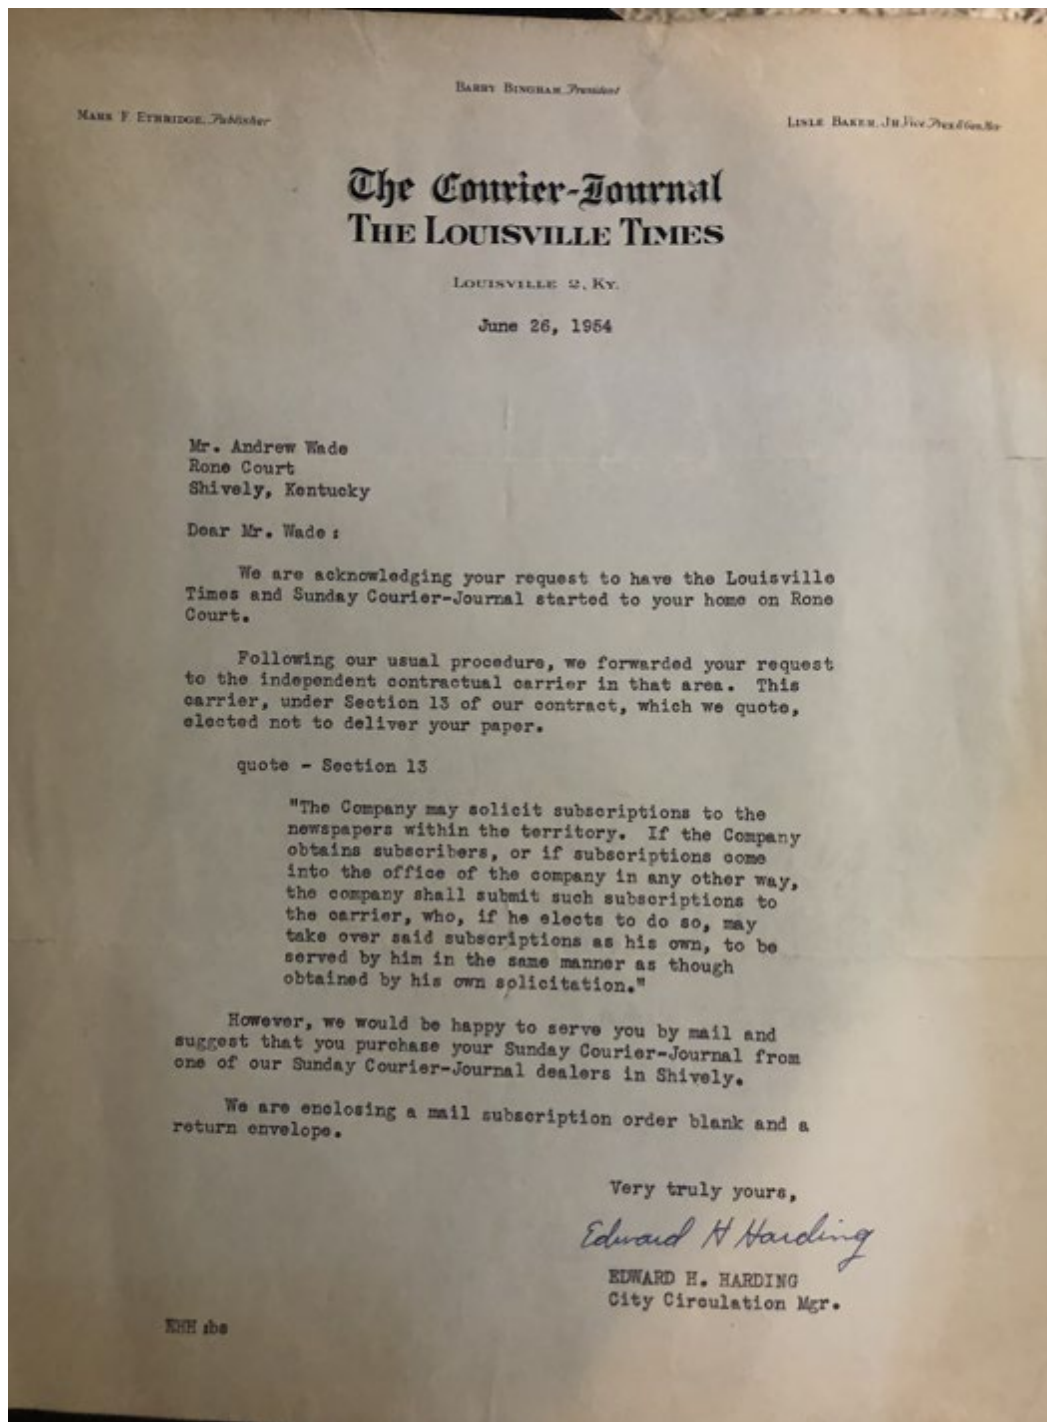 BARRY BINGHAM, President
MARK F. ETHRIDGE, Publisher
LISLE BAKER, JR. Vice Pres. & Gen. Mgr.
The Courier-Journal
THE LOUISVILLE TIMES
LOUISVILLE 2, KY.
June 26, 1954
Mr. Andrew Wade
Rone Court
Shively, Kentucky
Dear Mr. Wade:
We are acknowledging your request to have the Louisville
Times and Sunday Courier-Journal started to your home on Rone
Court.
Following our usual procedure, we forwarded your request
to the independent contractual carrier in that area. This
carrier, under Section 13 of our contract, which we quote,
elected not to deliver your paper.
quote - Section 13
"The Company may solicit subscriptions to the
newspapers within the territory. If the Company
obtains subscribers, or if subscriptions come
into the office of the company in any other way,
the company shall submit such subscriptions to
the carrier, who, if he elects to do so, may
take over said subscriptions as his own, to be
served by him in the same manner as though
obtained by his own solicitation."
However, we would be happy to serve you by mail and
suggest that you purchase your Sunday Courier-Journal from
one of our Sunday Courier-Journal dealers in Shively.
We are enclosing a mail subscription order blank and a
return envelope.
Very truly yours,
Edward H Harding
EDWARD H. HARDING
City Circulation Mgr.
EHH:bs